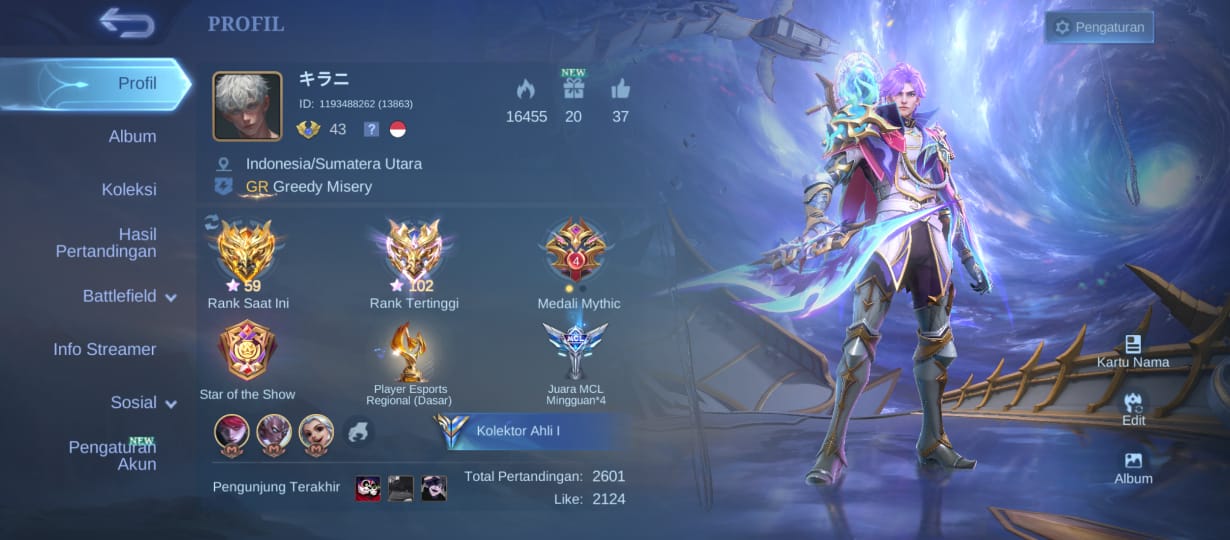 PROFIL
Pengaturan
Profil
Album
Koleksi
Hasil
Pertandingan
Battlefield
Info Streamer
Sosial
NEW
Pengaturan
Akun
キラニ
ID: 1193488262 (13863)
43 ?
NEW
16455 20 37
Indonesia/Sumatera Utara
GR Greedy Misery
59 102 4
Rank Saat Ini Rank Tertinggi Medali Mythic
MCL
Star of the Show
Player Esports
Regional (Dasar)
Juara MCL
Mingguan*4
M M M
Kolektor Ahli I
Pengunjung Terakhir
Total Pertandingan: 2601
Like: 2124
Kartu Nama
Edit
Album